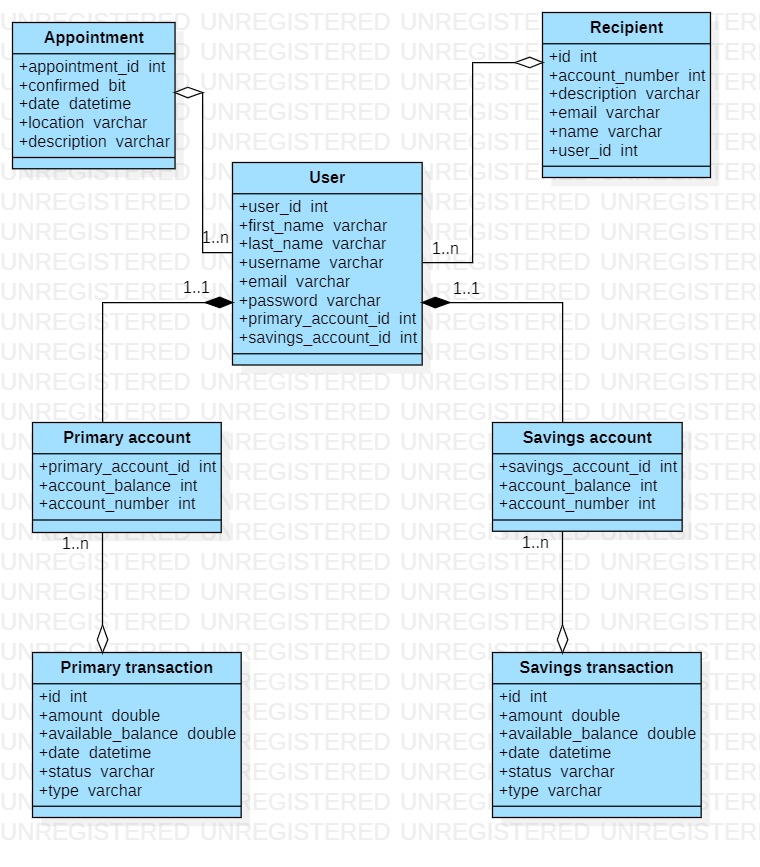 Appointment
+appointment_id int
+confirmed bit
+date datetime
+location varchar
+description varchar
Recipient
+id int
+account_number int
+description varchar
+email varchar
+name varchar
+user_id int
User
+user_id int
+first_name varchar
+last_name varchar
+username varchar
+email varchar
+password varchar
+primary_account_id int
+savings_account_id int
1..n
1..n
1..1
1..1
Primary account
+primary_account_id int
+account_balance int
+account_number int
Savings account
+savings_account_id int
+account_balance int
+account_number int
1..n
1..n
Primary transaction
+id int
+amount double
+available_balance double
+date datetime
+status varchar
+type varchar
Savings transaction
+id int
+amount double
+available_balance double
+date datetime
+status varchar
+type varchar
UNREGISTERED